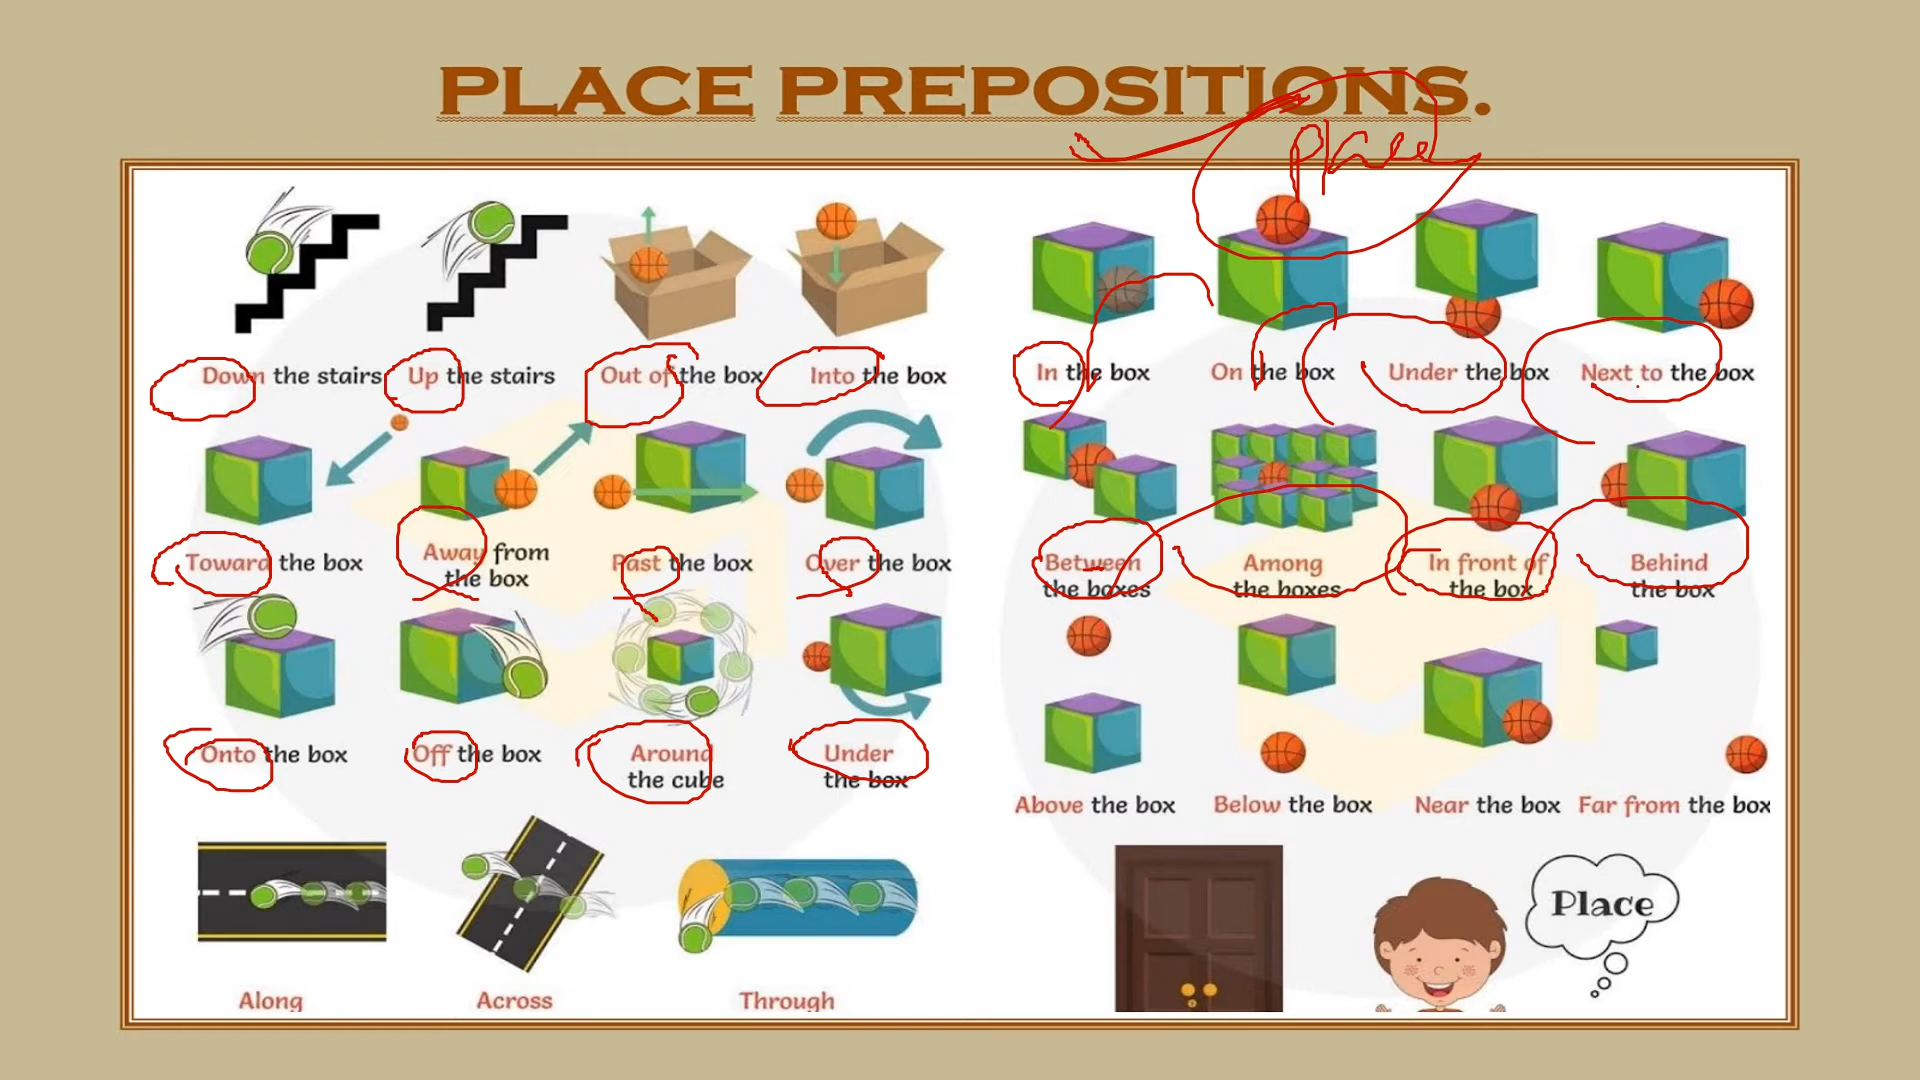 PLACE PREPOSITIONS.
place
Down the stairs
Up the stairs
Out of the box
Into the box
Toward the box
Away from
the box
Past the box
Over the box
Onto the box
Off the box
Around
the cube
Under
the box
Along
Across
Through
In the box
On the box
Under the box
Next to the box
Between
the boxes
Among
the boxes
In front of
the box
Behind
the box
Above the box
Below the box
Near the box
Far from the box
Place